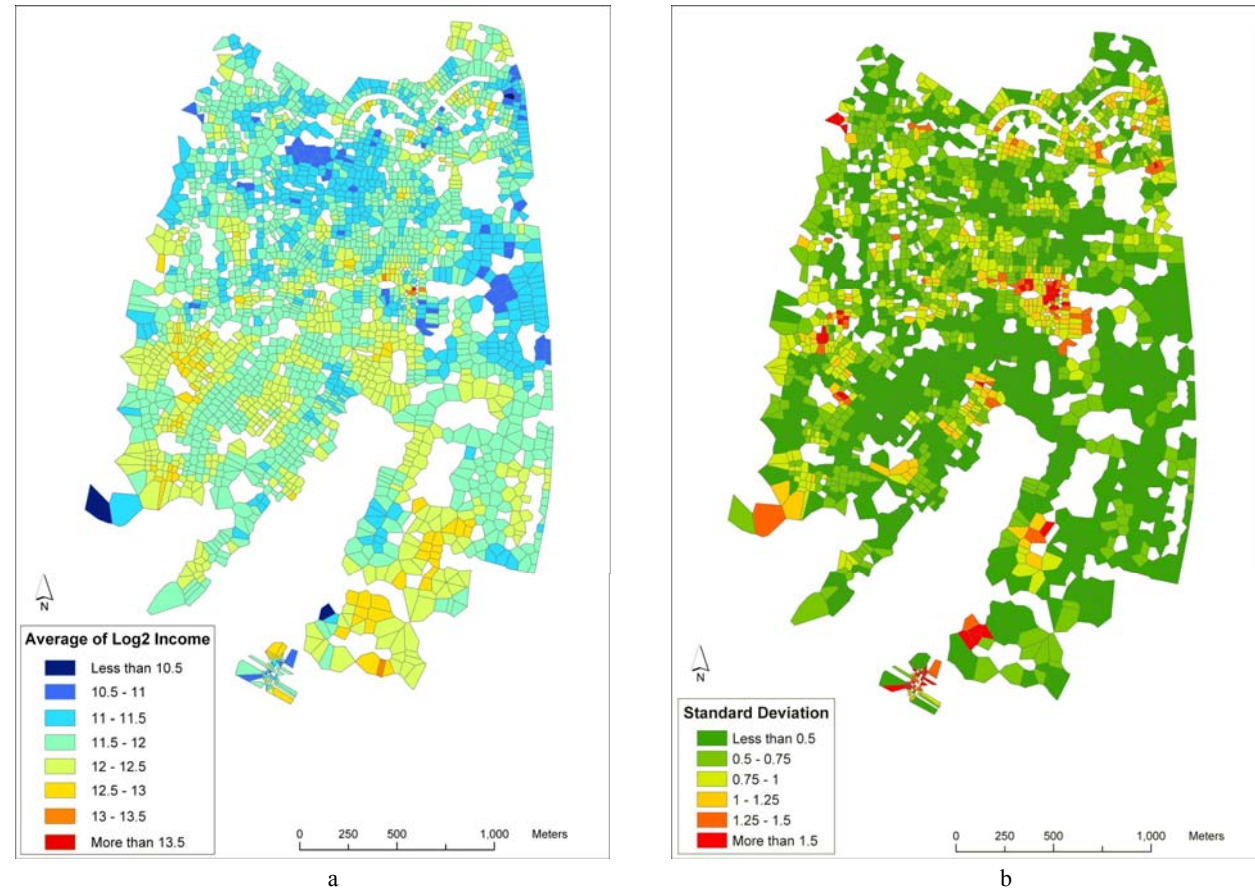 N
Average of Log2 Income
Less than 10.5
10.5 - 11
11 - 11.5
11.5 - 12
12 - 12.5
12.5 - 13
13 - 13.5
More than 13.5
0 250 500 1,000 Meters
a
N
Standard Deviation
Less than 0.5
0.5 - 0.75
0.75 - 1
1 - 1.25
1.25 - 1.5
More than 1.5
0 250 500 1,000 Meters
b